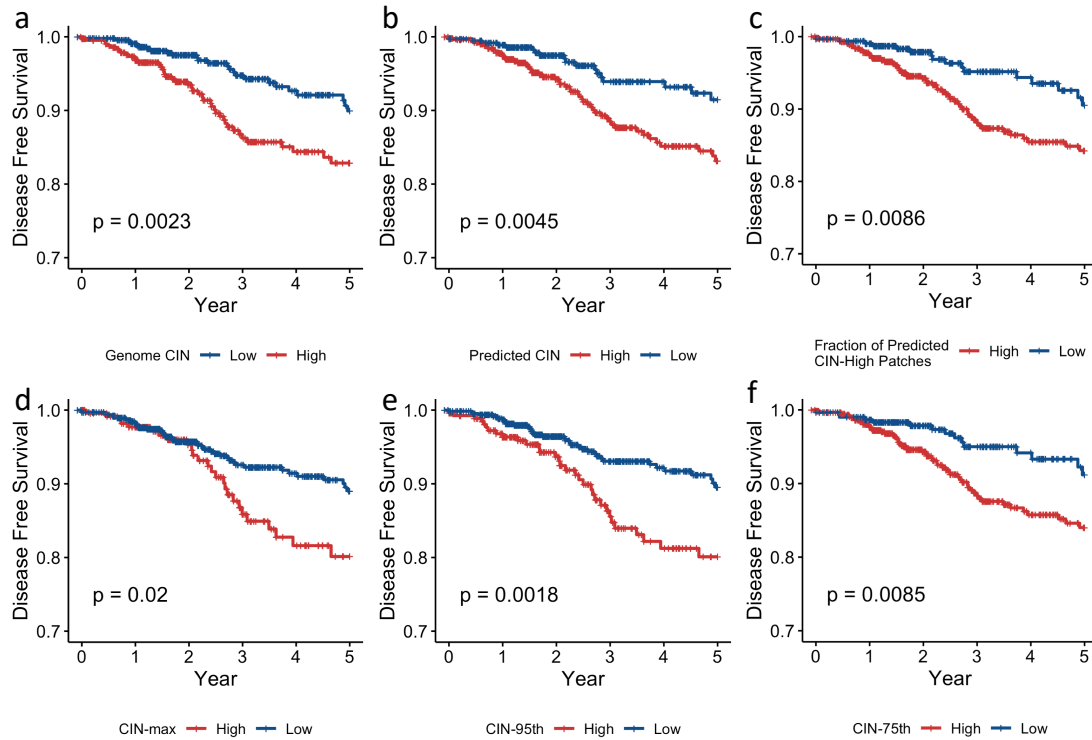 a
1.0
0.9
0.8
0.7
Disease Free Survival
p = 0.0023
0 1 2 3 4 5
Year
Genome CIN Low High
b
1.0
0.9
0.8
0.7
Disease Free Survival
p = 0.0045
0 1 2 3 4 5
Year
Predicted CIN High Low
c
1.0
0.9
0.8
0.7
Disease Free Survival
p = 0.0086
0 1 2 3 4 5
Year
Fraction of Predicted
CIN-High Patches High Low
d
1.0
0.9
0.8
0.7
Disease Free Survival
p = 0.02
0 1 2 3 4 5
Year
CIN-max High Low
e
1.0
0.9
0.8
0.7
Disease Free Survival
p = 0.0018
0 1 2 3 4 5
Year
CIN-95th High Low
f
1.0
0.9
0.8
0.7
Disease Free Survival
p = 0.0085
0 1 2 3 4 5
Year
CIN-75th High Low